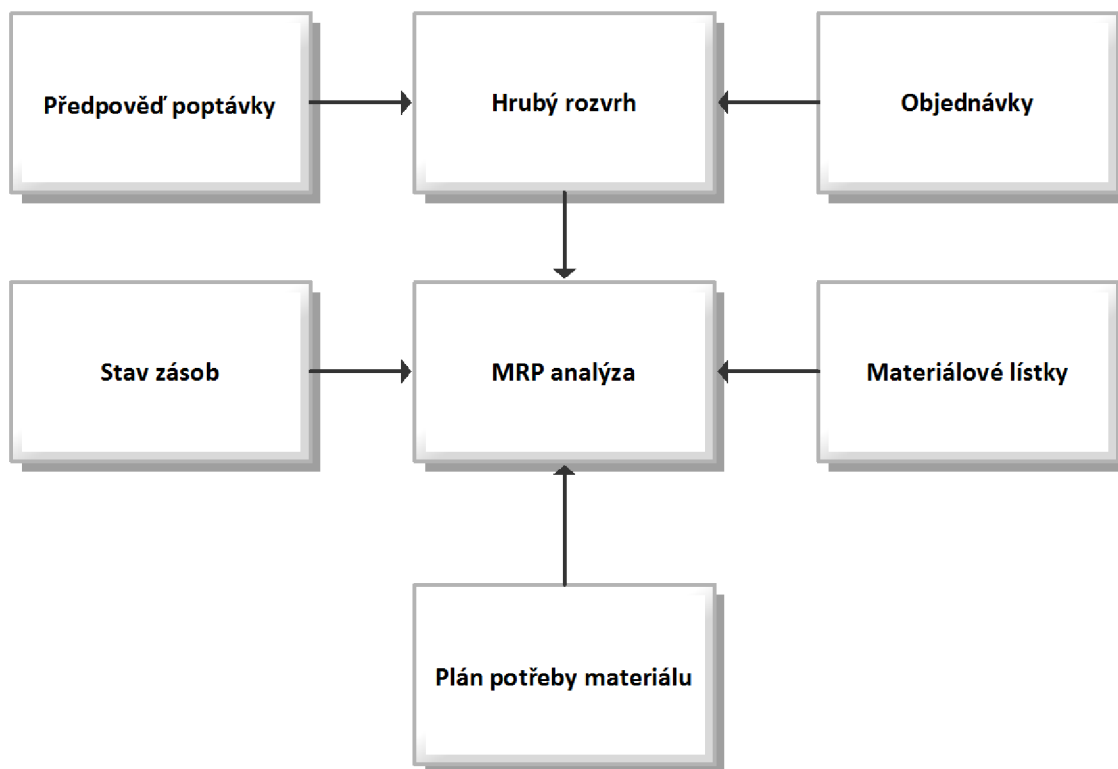 Předpověď poptávky
Hrubý rozvrh
Objednávky
Stav zásob
MRP analýza
Materiálové lístky
Plán potřeby materiálu